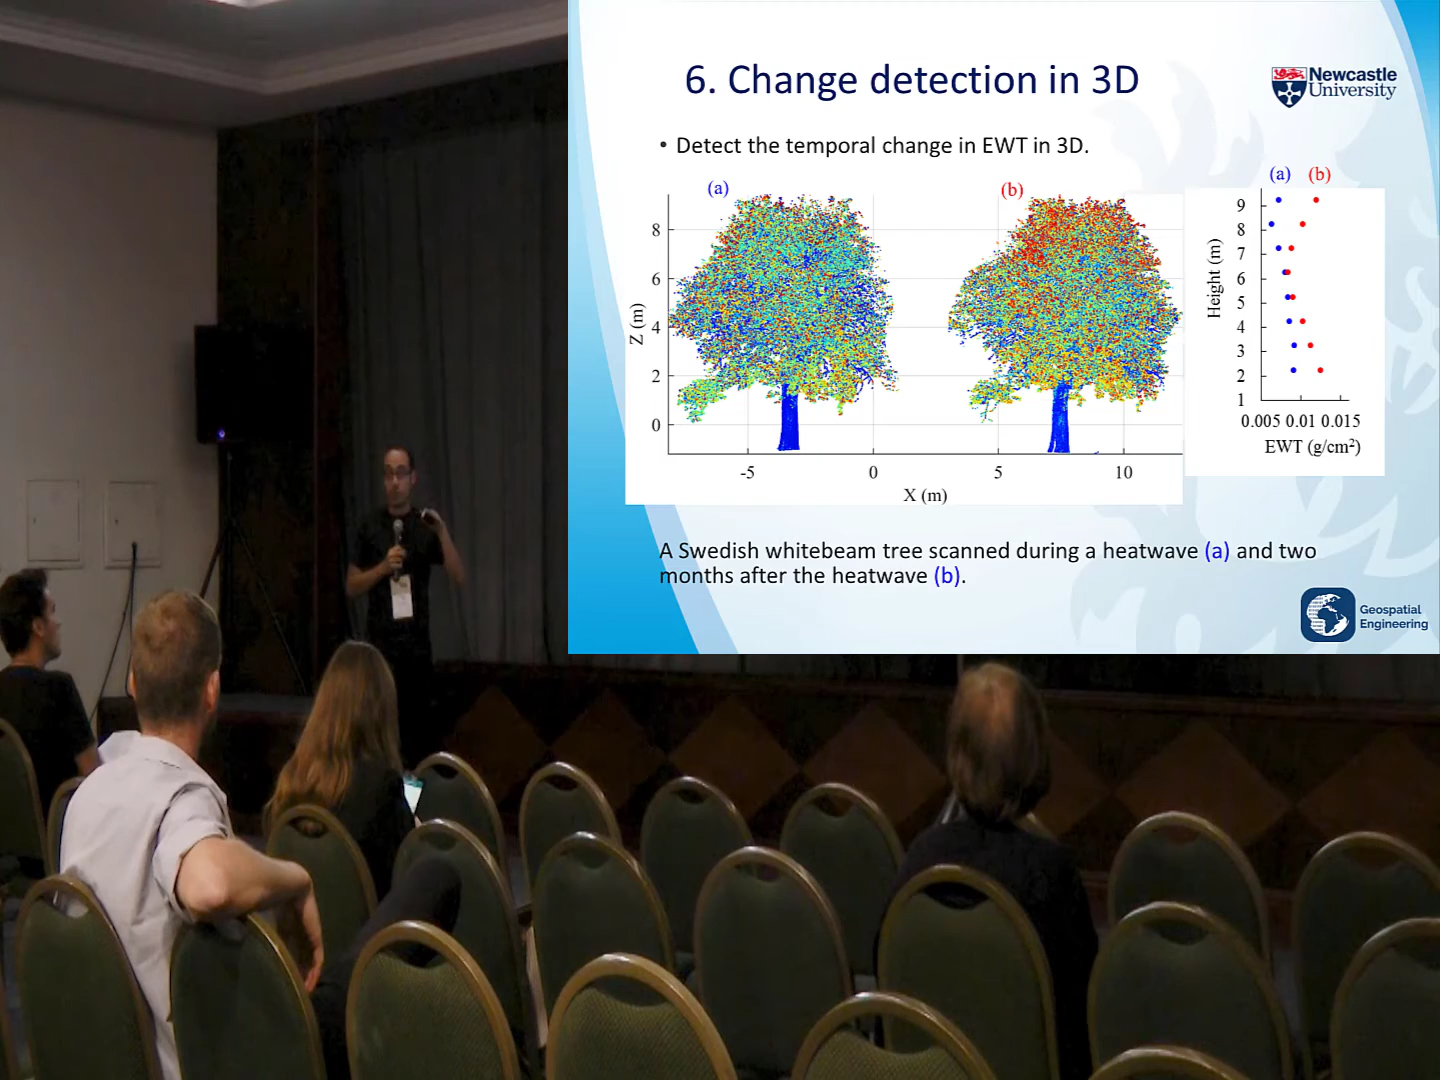 6. Change detection in 3D
Newcastle
University
• Detect the temporal change in EWT in 3D.
(a)
(b)
8
6
4
2
0
Z (m)
-5
0
5
10
X (m)
(a)
(b)
9
8
7
6
5
4
3
2
1
Height (m)
0.005 0.01 0.015
EWT (g/cm²)
A Swedish whitebeam tree scanned during a heatwave (a) and two
months after the heatwave (b).
Geospatial
Engineering